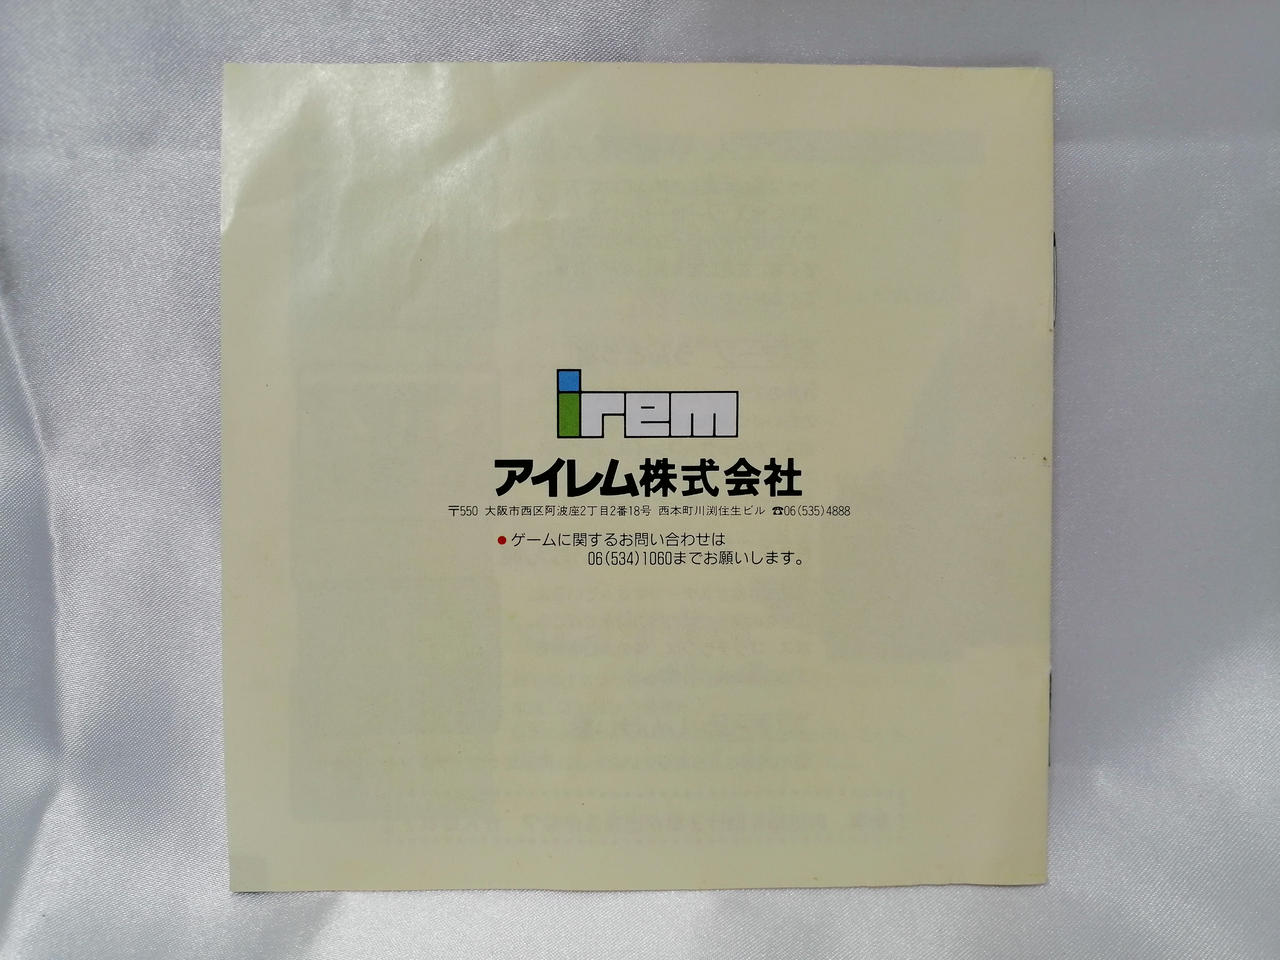 irem
アイレム株式会社
〒550 大阪市西区阿波座2丁目2番18号 西本町川渕住生ビル ☎06(535)4888
●ゲームに関するお問い合わせは
06(534)1060までお願いします。